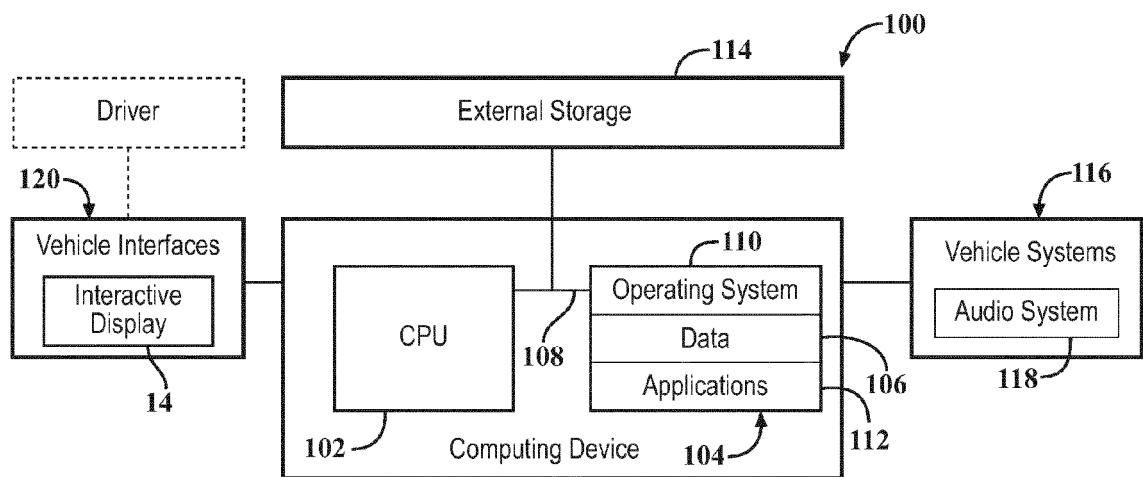 100
114
Driver
External Storage
120
116
Vehicle Interfaces
110
Vehicle Systems
Interactive
Display
Operating System
Audio System
CPU
108
Data
Applications
14
106
118
102
Computing Device
104
112